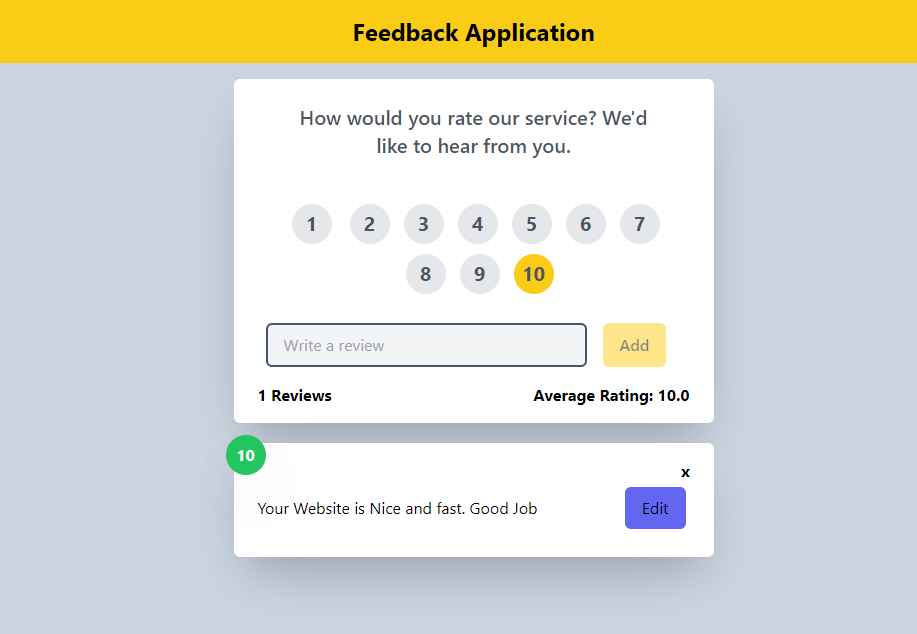 Feedback Application
How would you rate our service? We'd
like to hear from you.
1 2 3 4 5 6 7
8 9 10
Write a review Add
1 Reviews Average Rating: 10.0
10
x
Your Website is Nice and fast. Good Job Edit